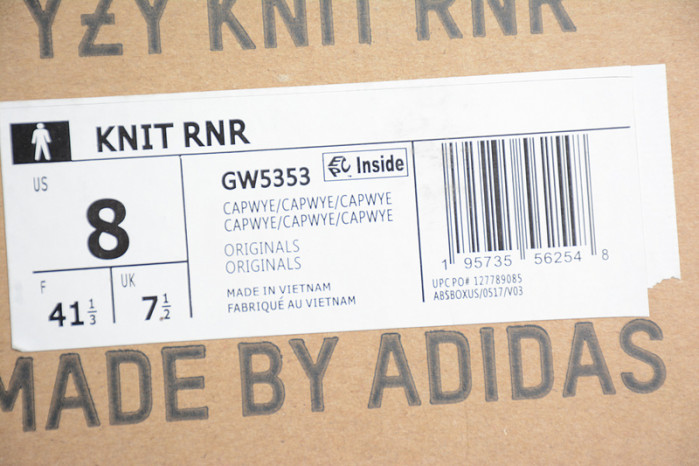 YZY KNIT RNR
KNIT RNR
US
8
F
41 1/3
UK
7 1/2
GW5353
Inside
CAPWYE/CAPWYE/CAPWYE
CAPWYE/CAPWYE/CAPWYE
ORIGINALS
ORIGINALS
MADE IN VIETNAM
FABRIQUÉ AU VIETNAM
1 95735 56254 8
UPC PO# 127789085
ABSBOXUS/0517/V03
MADE BY ADIDAS